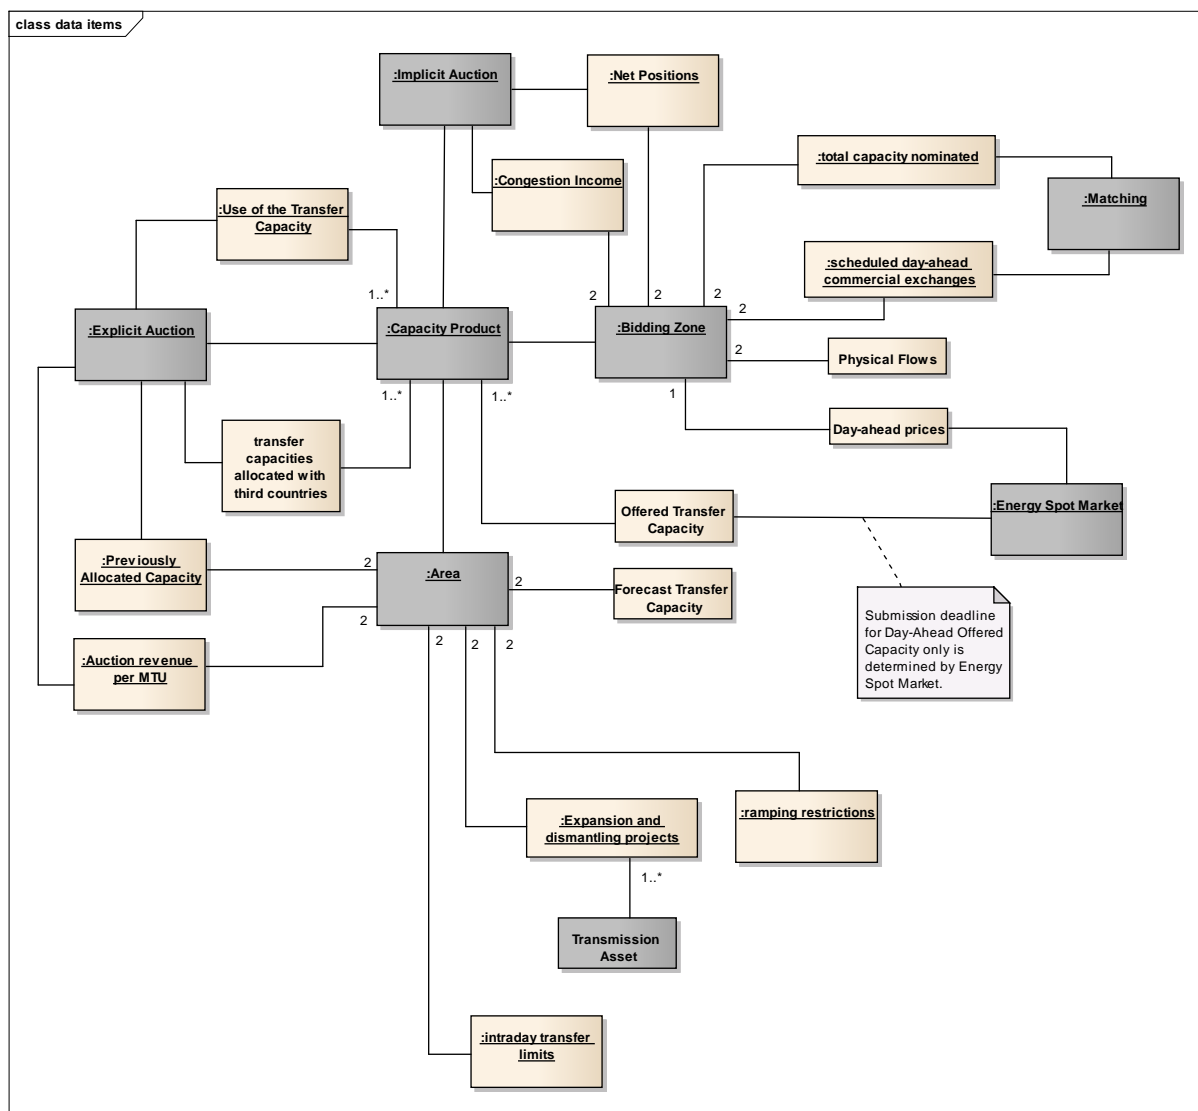 class data items
:Implicit Auction
:Net Positions
:total capacity nominated
:Congestion Income
:Matching
:Use of the Transfer
Capacity
:scheduled day-ahead
commercial exchanges
1..*
2
2
2
2
:Explicit Auction
:Capacity Product
:Bidding Zone
2
Physical Flows
1..*
1..*
1
Day-ahead prices
transfer
capacities
allocated with
third countries
Offered Transfer
Capacity
:Energy Spot Market
:Previously
Allocated Capacity
2
:Area
2
Forecast Transfer
Capacity
2
2
2
2
Submission deadline
for Day-Ahead Offered
Capacity only is
determined by Energy
Spot Market.
:Auction revenue
per MTU
:Expansion and
dismantling projects
:ramping restrictions
1..*
Transmission
Asset
:intraday transfer
limits